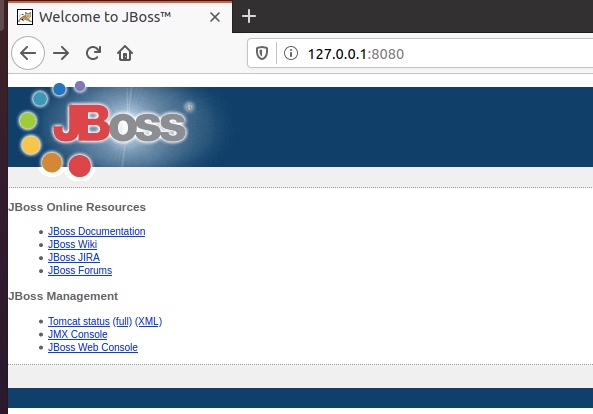 Welcome to JBoss™
127.0.0.1:8080
JBoss®
JBoss Online Resources
JBoss Documentation
JBoss Wiki
JBoss JIRA
JBoss Forums
JBoss Management
Tomcat status (full) (XML)
JMX Console
JBoss Web Console